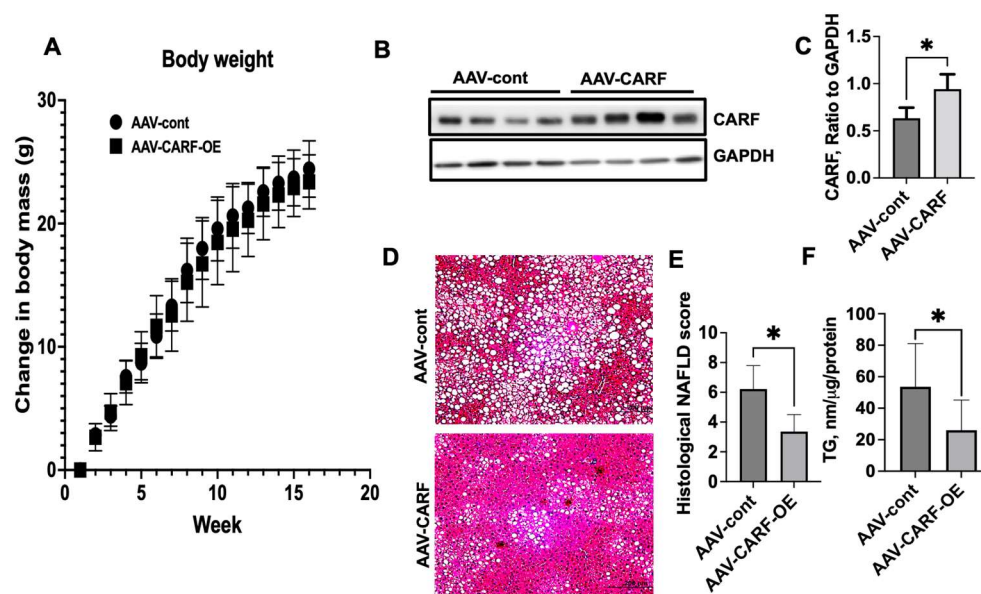 A
Body weight
Change in body mass (g)
30
20
10
0
0
5
10
15
20
Week
AAV-cont
AAV-CARF-OE
B
AAV-cont
AAV-CARF
CARF
GAPDH
C
CARF, Ratio to GAPDH
1.5
1.0
0.5
0.0
*
AAV-cont
AAV-CARF
D
AAV-cont
AAV-CARF
E
Histological NAFLD score
10
8
6
4
2
0
*
AAV-cont
AAV-CARF-OE
F
TG, nm/µg/protein
100
80
60
40
20
0
*
AAV-cont
AAV-CARF-OE